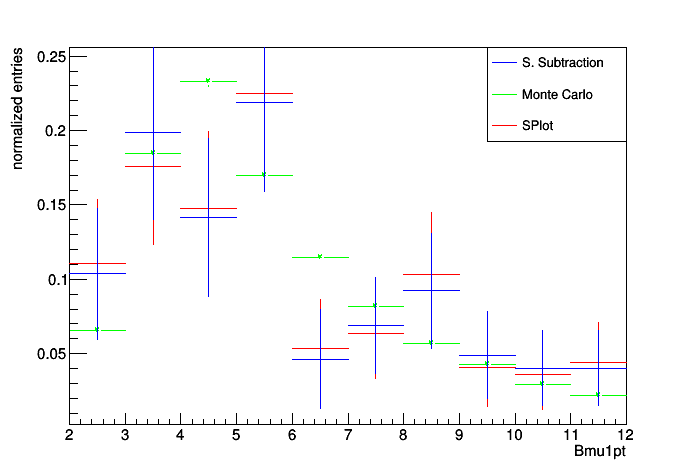 normalized entries
0.25
0.2
0.15
0.1
0.05
2 3 4 5 6 7 8 9 10 11 12
Bmu1pt
S. Subtraction
Monte Carlo
SPlot